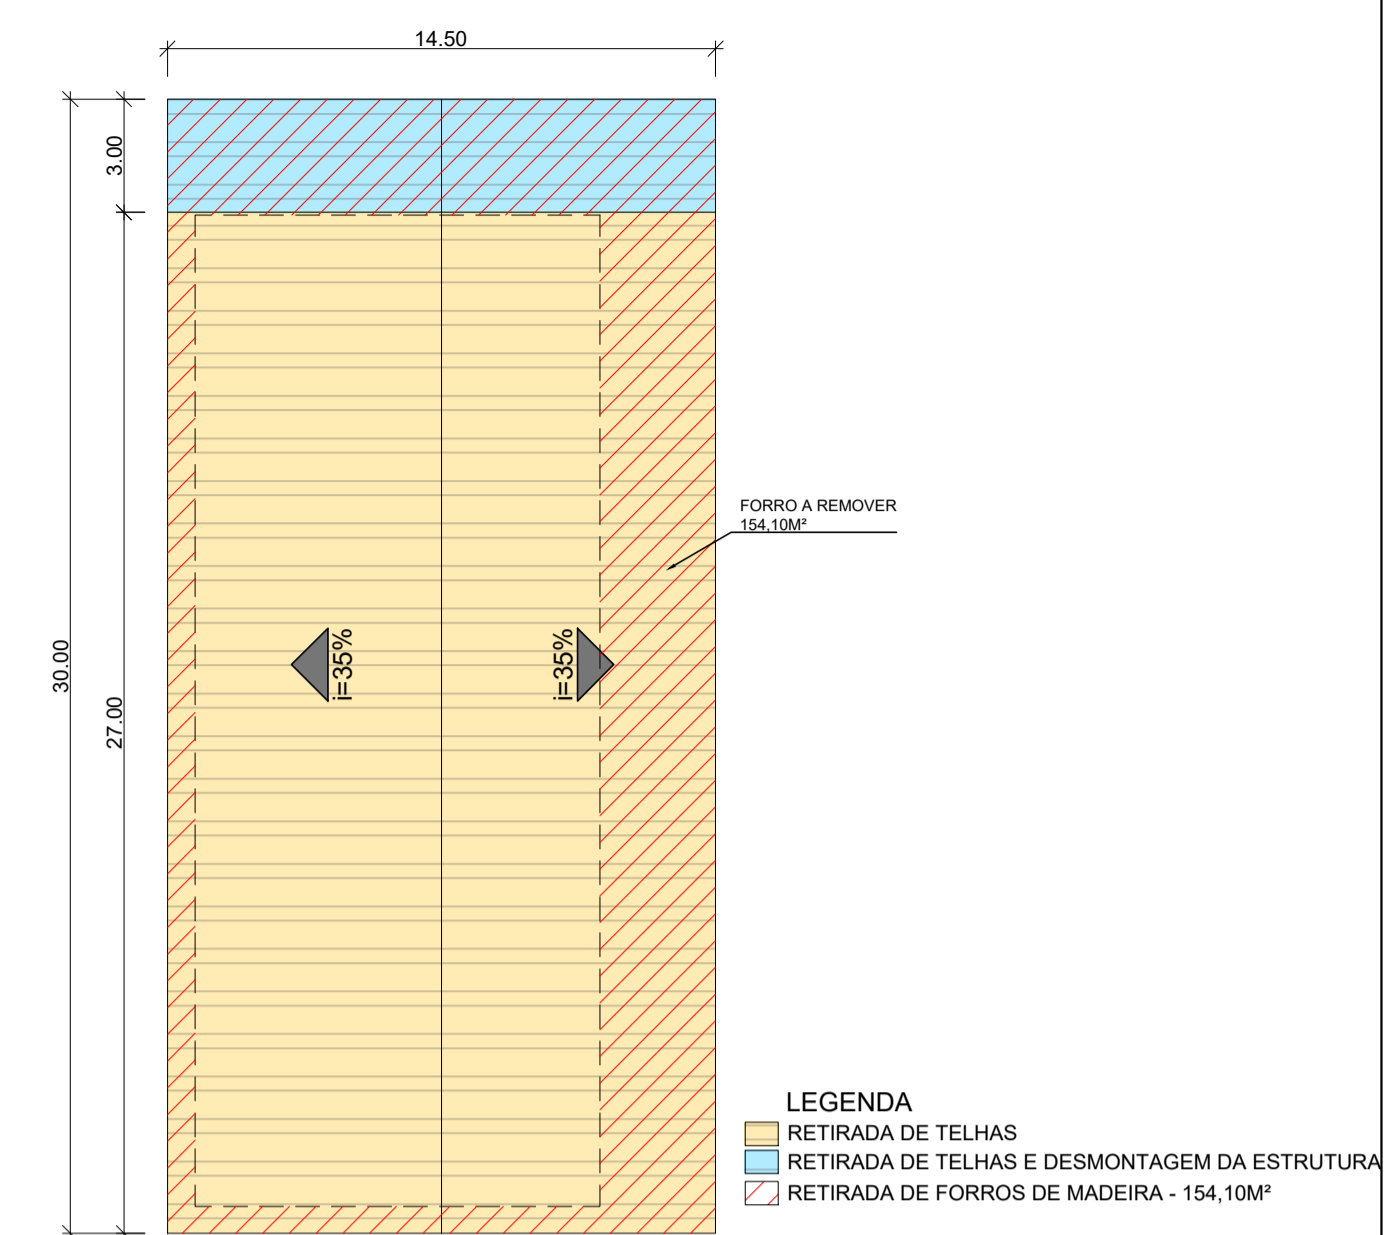 14.50
3.00
30.00
27.00
FORRO A REMOVER
154,10M²
i=35%
i=35%
LEGENDA
RETIRADA DE TELHAS
RETIRADA DE TELHAS E DESMONTAGEM DA ESTRUTURA
RETIRADA DE FORROS DE MADEIRA - 154,10M²